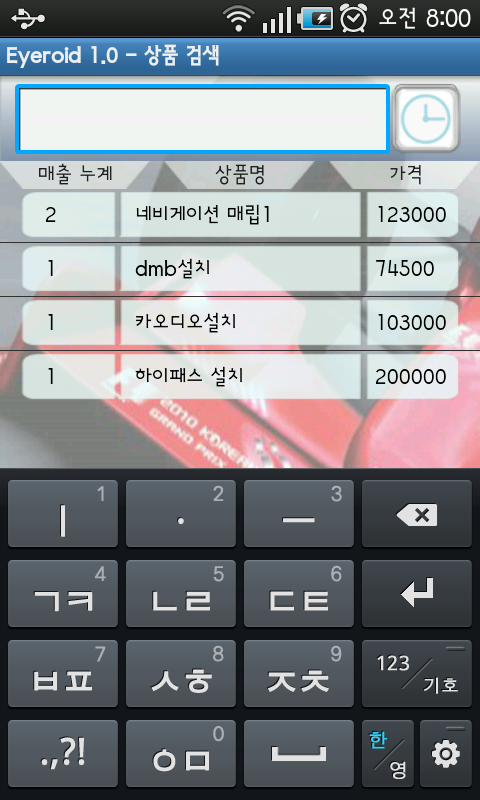 오전 8:00
Eyeroid 1.0 - 상품 검색
매출 누계 상품명 가격
2 네비게이션 매립1 123000
1 dmb설치 74500
1 카오디오설치 103000
1 하이패스 설치 200000
2010 KOREA
GRAND PRIX
ㅣ 1 · 2 ㅡ 3
ㄱㅋ 4 ㄴㄹ 5 ㄷㅌ 6
ㅂㅍ 7 ㅅㅎ 8 ㅈㅊ 9 123 기호
.,?! ㅇㅁ 0 한 영